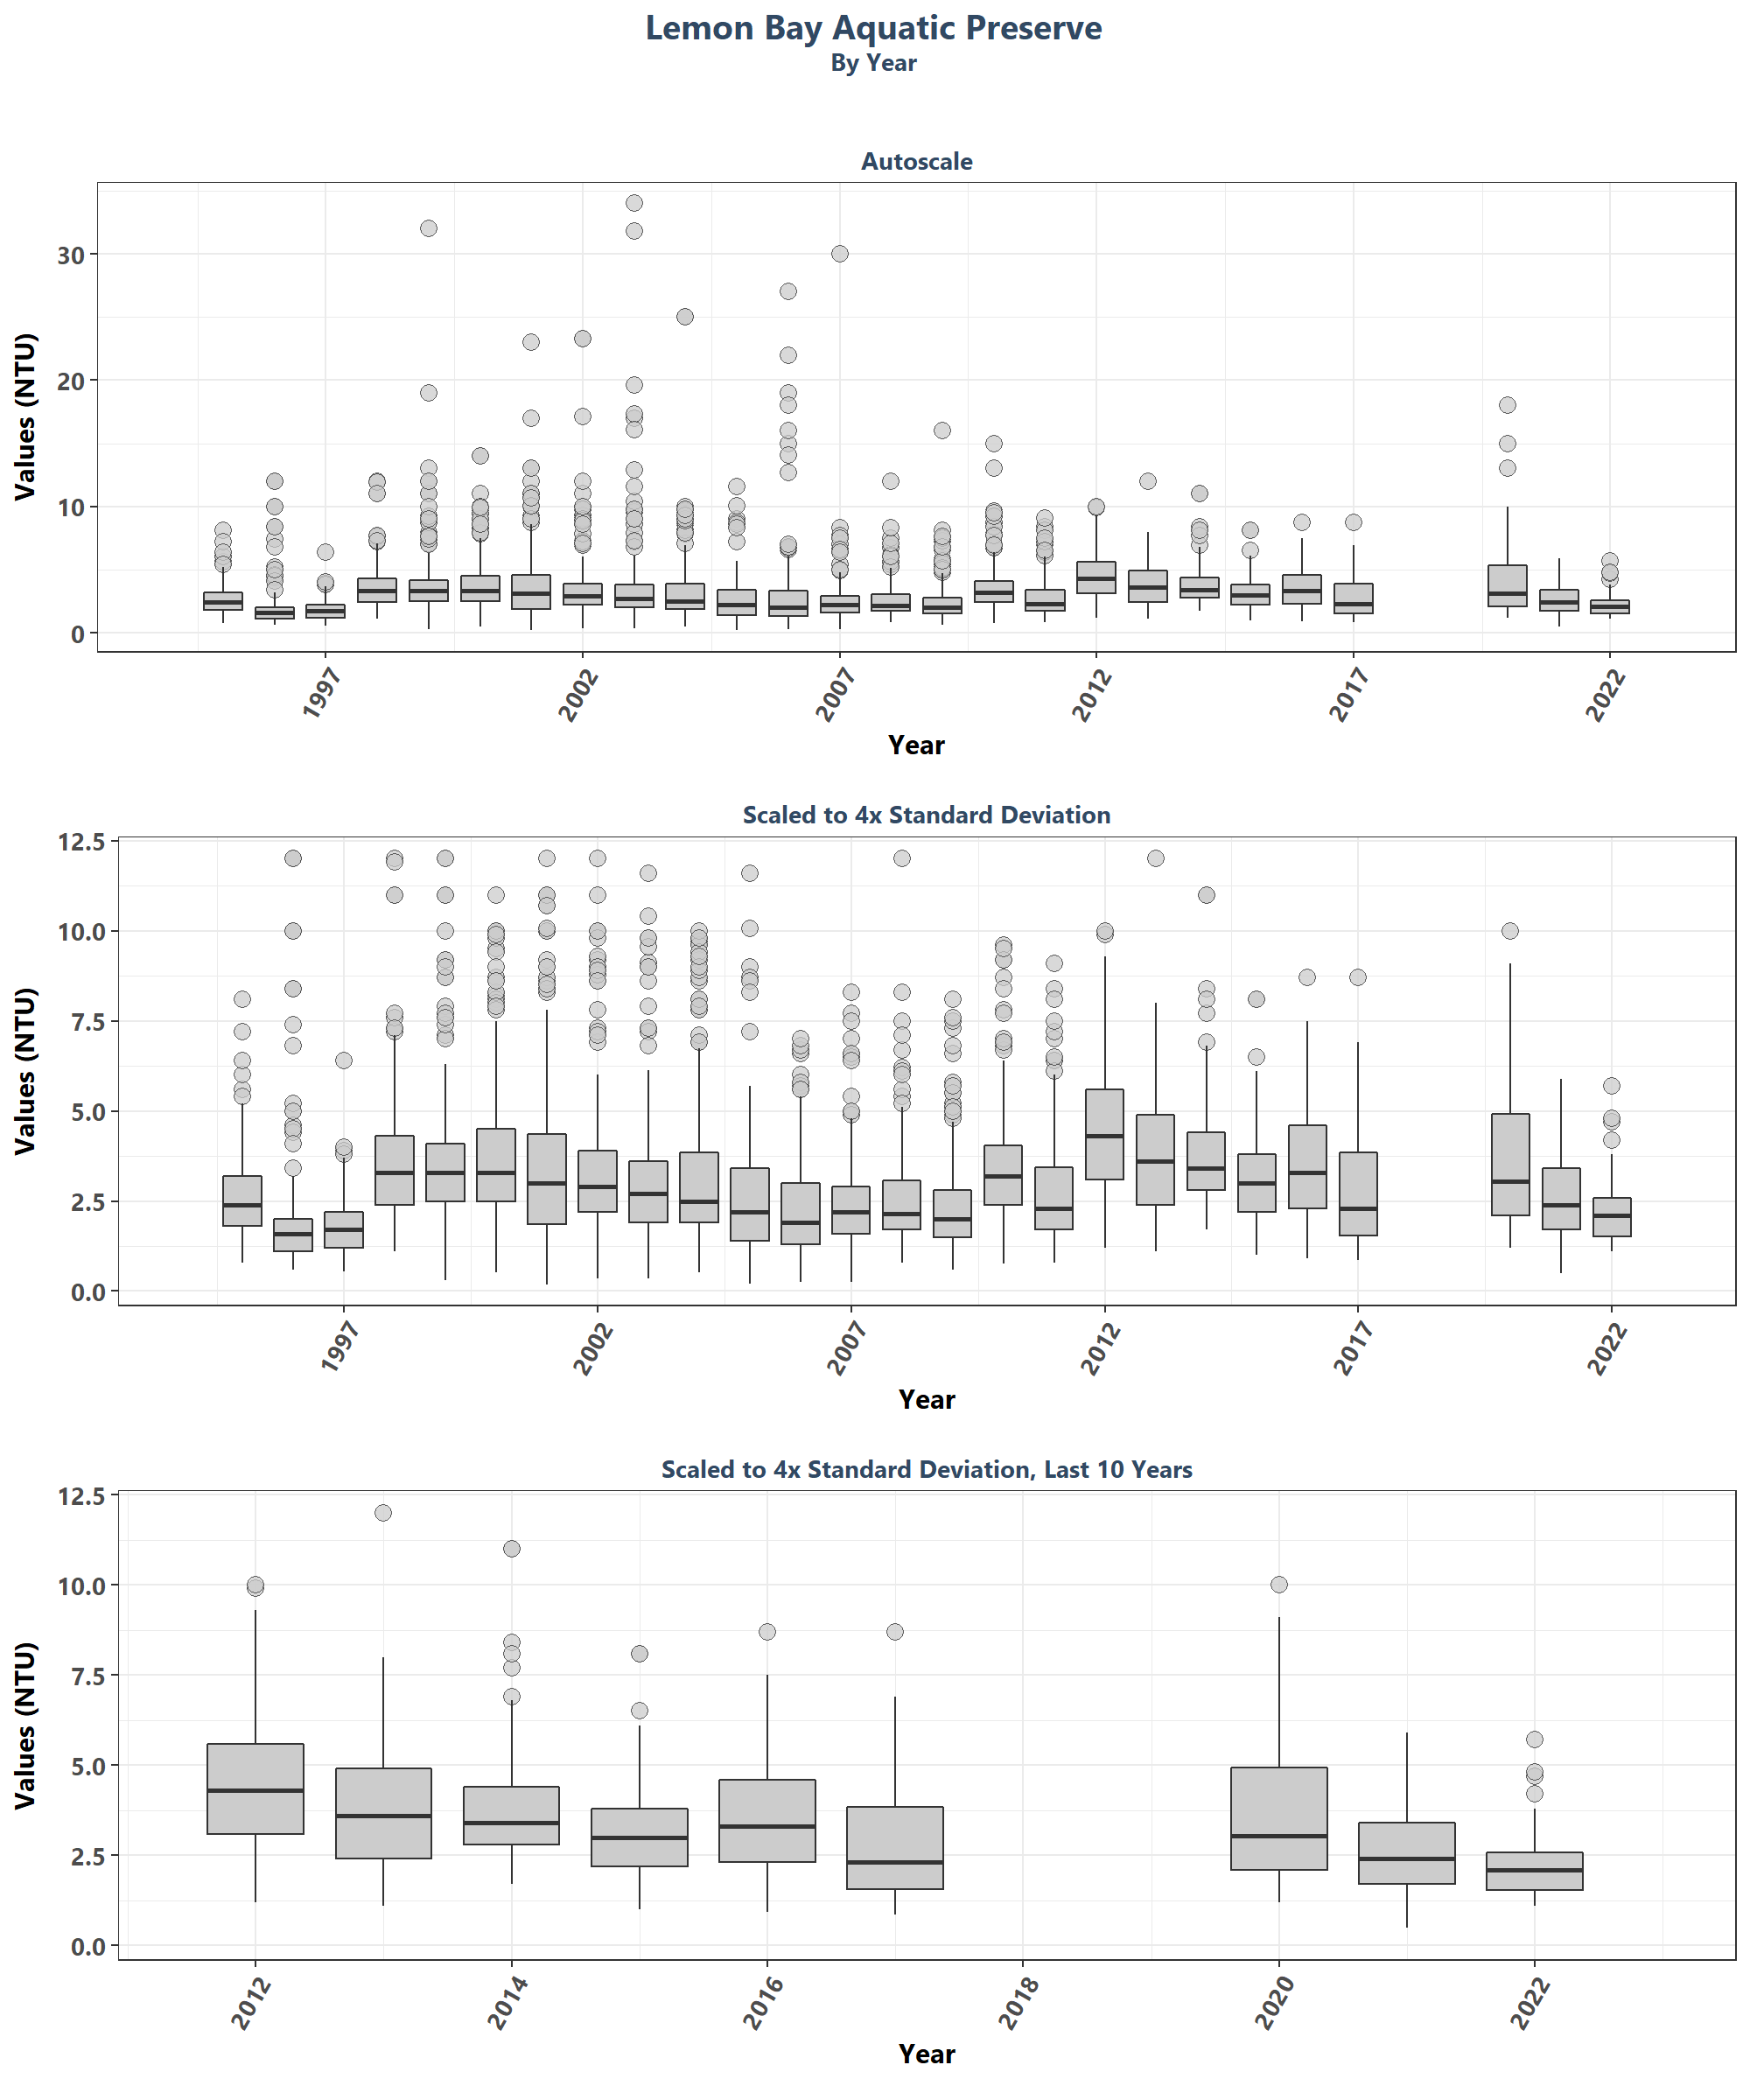 Lemon Bay Aquatic Preserve
By Year
Autoscale
Values (NTU)
30
20
10
0
1997 2002 2007 2012 2017 2022
Year
Scaled to 4x Standard Deviation
Values (NTU)
12.5
10.0
7.5
5.0
2.5
0.0
1997 2002 2007 2012 2017 2022
Year
Scaled to 4x Standard Deviation, Last 10 Years
Values (NTU)
12.5
10.0
7.5
5.0
2.5
0.0
2012 2014 2016 2018 2020 2022
Year